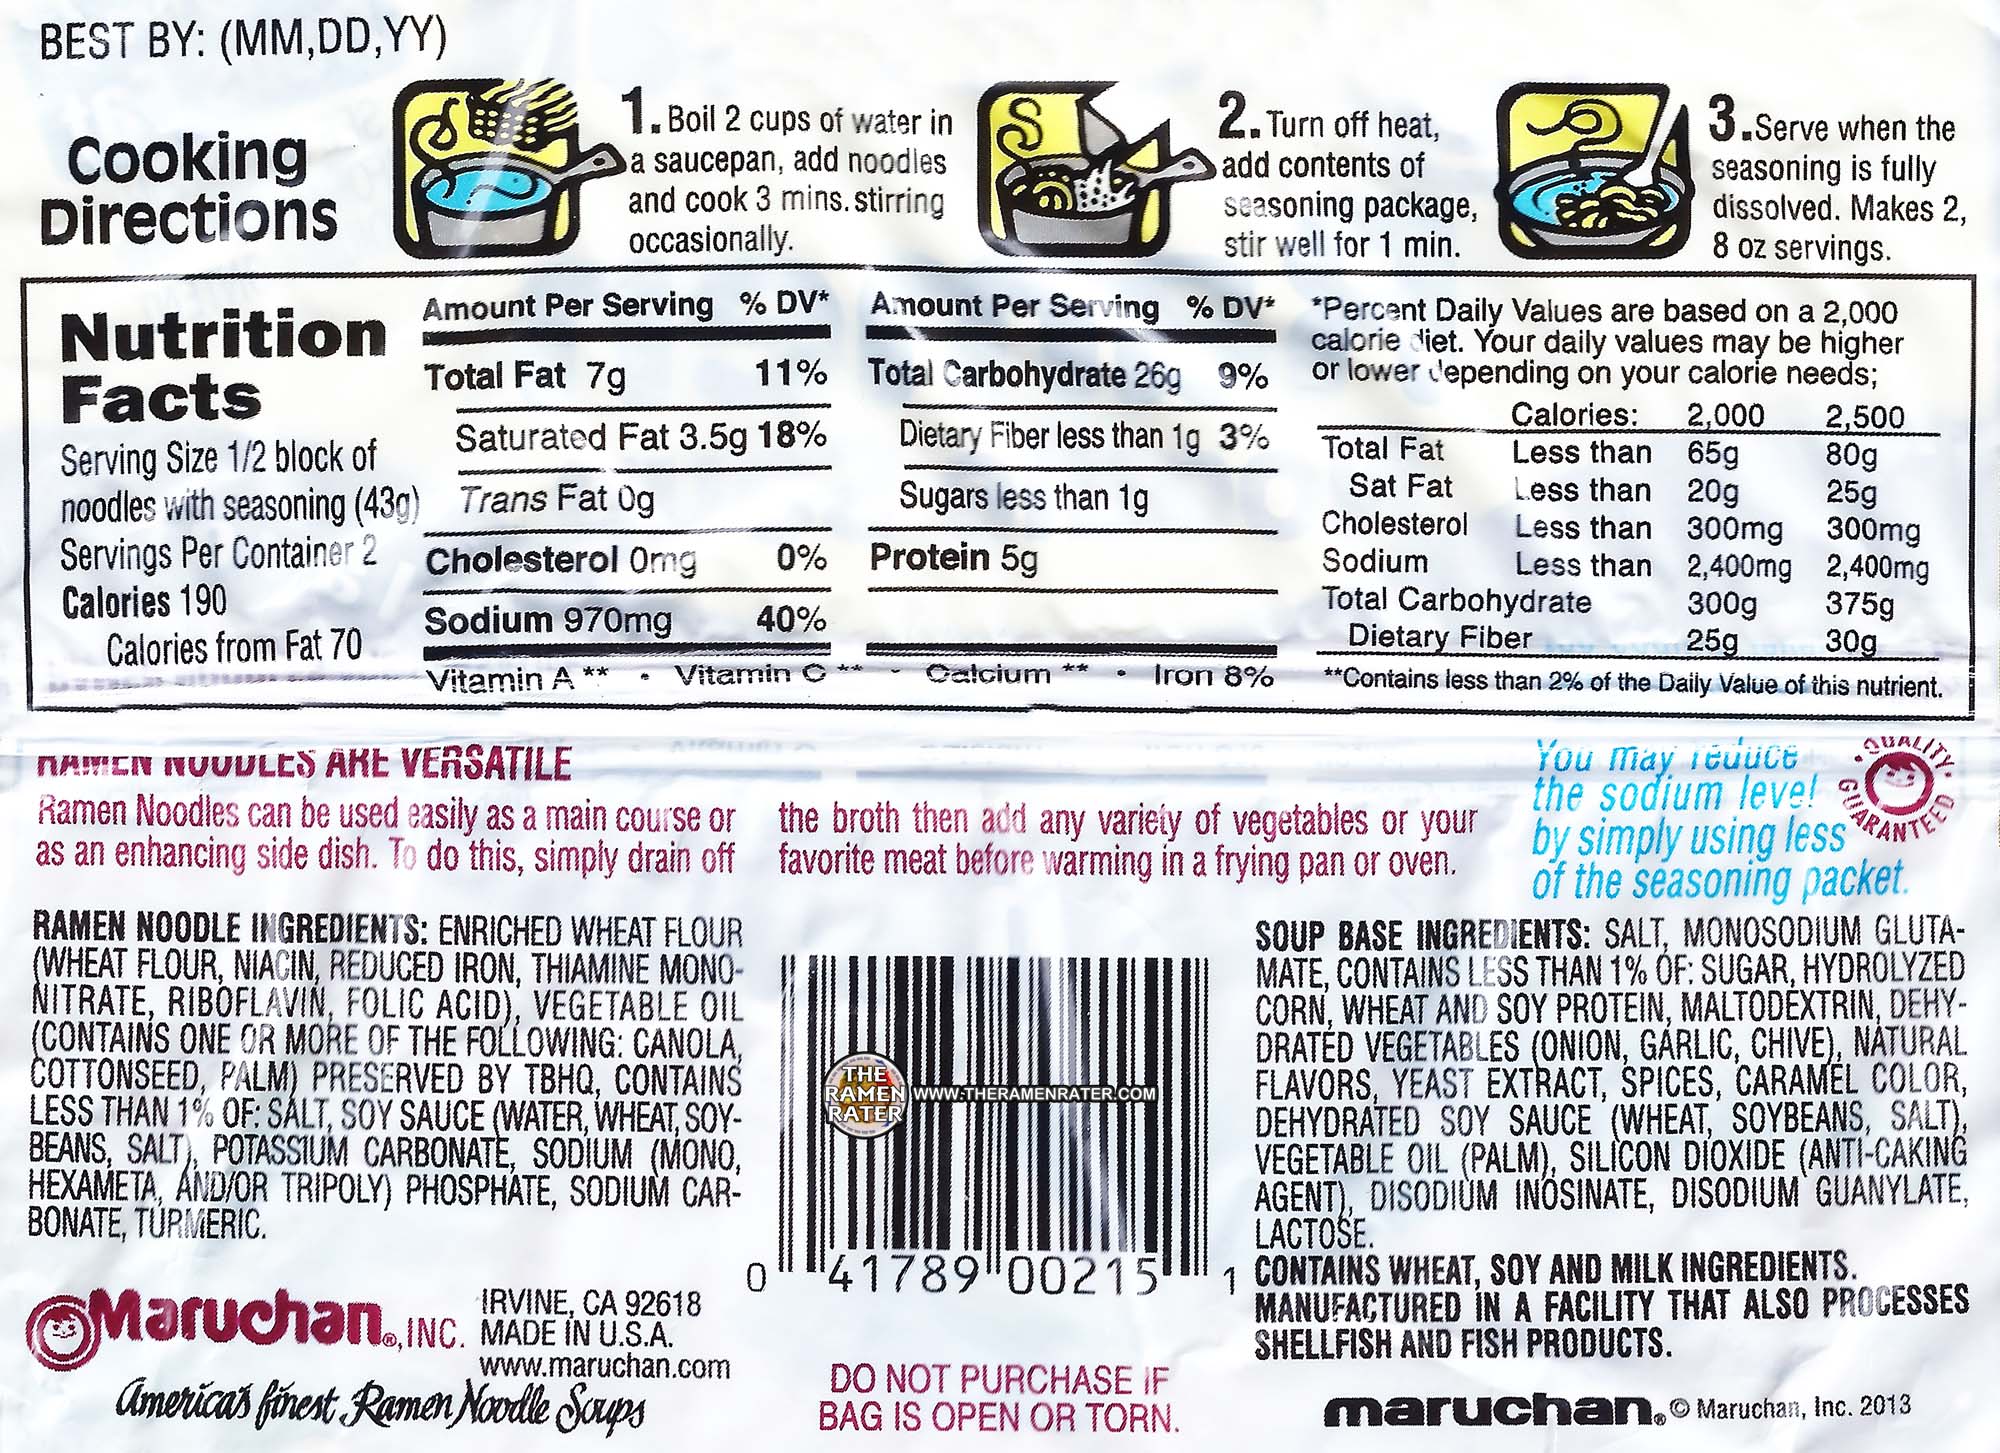 BEST BY: (MM,DD,YY)
Cooking
Directions
1. Boil 2 cups of water in
a saucepan, add noodles
and cook 3 mins. stirring
occasionally.
2. Turn off heat,
add contents of
seasoning package,
stir well for 1 min.
3. Serve when the
seasoning is fully
dissolved. Makes 2,
8 oz servings.
Nutrition
Facts
Serving Size 1/2 block of
noodles with seasoning (43g)
Servings Per Container 2
Calories 190
Calories from Fat 70
Amount Per Serving % DV*
Total Fat 7g 11%
Saturated Fat 3.5g 18%
Trans Fat 0g
Cholesterol 0mg 0%
Sodium 970mg 40%
Amount Per Serving % DV*
Total Carbohydrate 26g 9%
Dietary Fiber less than 1g 3%
Sugars less than 1g
Protein 5g
Vitamin A ** • Vitamin C ** • Calcium ** • Iron 8%
*Percent Daily Values are based on a 2,000
calorie diet. Your daily values may be higher
or lower depending on your calorie needs;
Calories: 2,000 2,500
Total Fat Less than 65g 80g
Sat Fat Less than 20g 25g
Cholesterol Less than 300mg 300mg
Sodium Less than 2,400mg 2,400mg
Total Carbohydrate 300g 375g
Dietary Fiber 25g 30g
**Contains less than 2% of the Daily Value of this nutrient.
RAMEN NOODLES ARE VERSATILE
Ramen Noodles can be used easily as a main course or
as an enhancing side dish. To do this, simply drain off
the broth then add any variety of vegetables or your
favorite meat before warming in a frying pan or oven.
You may reduce
the sodium level
by simply using less
of the seasoning packet.
QUALITY
GUARANTEED
RAMEN NOODLE INGREDIENTS: ENRICHED WHEAT FLOUR
(WHEAT FLOUR, NIACIN, REDUCED IRON, THIAMINE MONO-
NITRATE, RIBOFLAVIN, FOLIC ACID), VEGETABLE OIL
(CONTAINS ONE OR MORE OF THE FOLLOWING: CANOLA,
COTTONSEED, PALM) PRESERVED BY TBHQ, CONTAINS
LESS THAN 1% OF: SALT, SOY SAUCE (WATER, WHEAT, SOY-
BEANS, SALT), POTASSIUM CARBONATE, SODIUM (MONO,
HEXAMETA, AND/OR TRIPOLY) PHOSPHATE, SODIUM CAR-
BONATE, TURMERIC.
THE
RAMEN
RATER
WWW.THERAMENRATER.COM
0 41789 00215 1
SOUP BASE INGREDIENTS: SALT, MONOSODIUM GLUTA-
MATE, CONTAINS LESS THAN 1% OF: SUGAR, HYDROLYZED
CORN, WHEAT AND SOY PROTEIN, MALTODEXTRIN, DEHY-
DRATED VEGETABLES (ONION, GARLIC, CHIVE), NATURAL
FLAVORS, YEAST EXTRACT, SPICES, CARAMEL COLOR,
DEHYDRATED SOY SAUCE (WHEAT, SOYBEANS, SALT),
VEGETABLE OIL (PALM), SILICON DIOXIDE (ANTI-CAKING
AGENT), DISODIUM INOSINATE, DISODIUM GUANYLATE,
LACTOSE.
CONTAINS WHEAT, SOY AND MILK INGREDIENTS.
MANUFACTURED IN A FACILITY THAT ALSO PROCESSES
SHELLFISH AND FISH PRODUCTS.
Maruchan®, INC.
IRVINE, CA 92618
MADE IN U.S.A.
www.maruchan.com
America's finest Ramen Noodle Soups
DO NOT PURCHASE IF
BAG IS OPEN OR TORN.
maruchan® © Maruchan, Inc. 2013